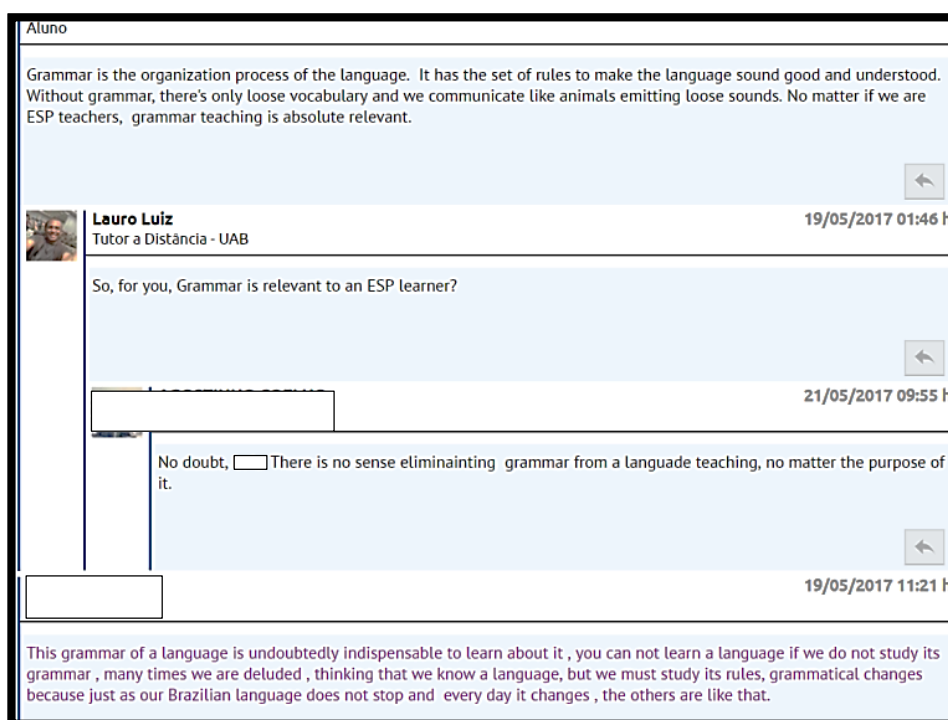 Aluno
Grammar is the organization process of the language.  It has the set of rules to make the language sound good and understood.
Without grammar, there's only loose vocabulary and we communicate like animals emitting loose sounds. No matter if we are
ESP teachers,  grammar teaching is absolute relevant.
Lauro Luiz
19/05/2017 01:46 h
Tutor a Distância - UAB
So, for you, Grammar is relevant to an ESP learner?
21/05/2017 09:55 h
No doubt, There is no sense eliminainting  grammar from a languade teaching, no matter the purpose of
it.
19/05/2017 11:21 h
This grammar of a language is undoubtedly indispensable to learn about it , you can not learn a language if we do not study its
grammar , many times we are deluded , thinking that we know a language, but we must study its rules, grammatical changes
because just as our Brazilian language does not stop and  every day it changes , the others are like that.